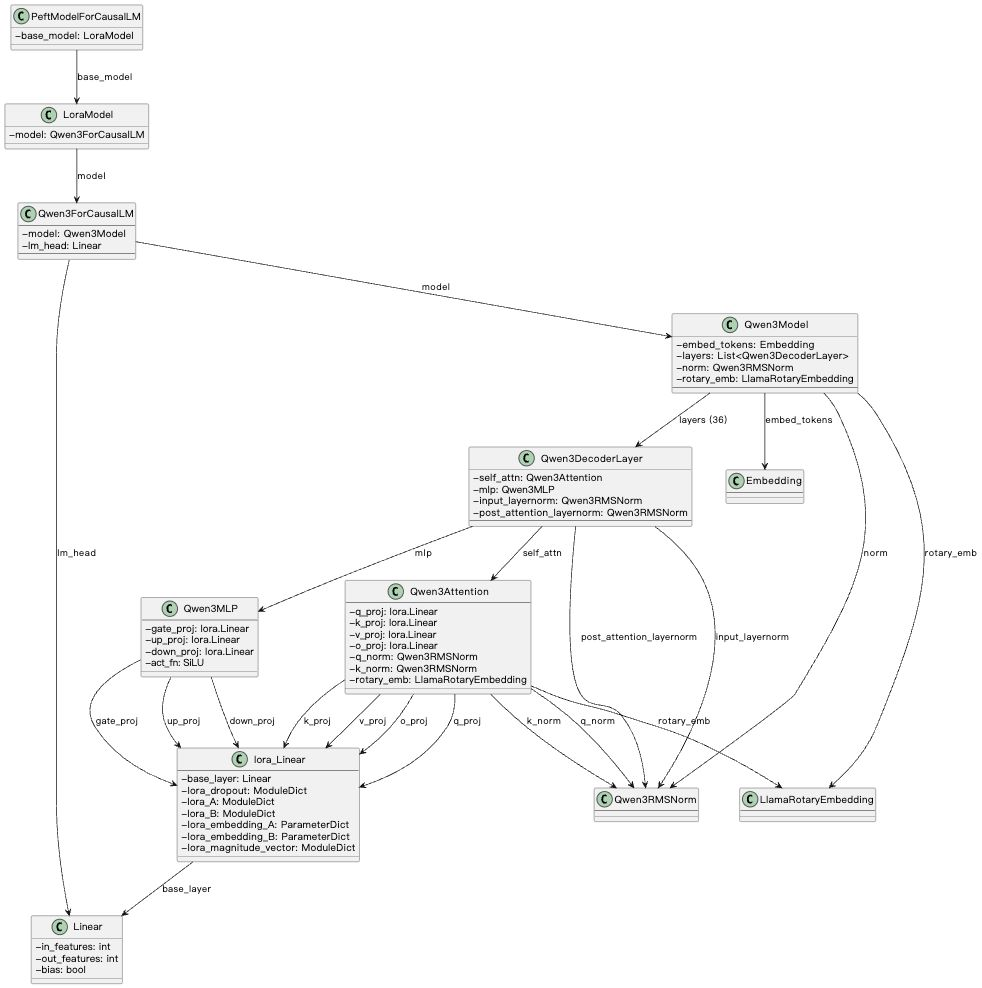 C PeftModelForCausalLM
−base_model: LoraModel
base_model
C LoraModel
−model: Qwen3ForCausalLM
model
C Qwen3ForCausalLM
−model: Qwen3Model
−lm_head: Linear
model
C Qwen3Model
−embed_tokens: Embedding
−layers: List<Qwen3DecoderLayer>
−norm: Qwen3RMSNorm
−rotary_emb: LlamaRotaryEmbedding
layers (36)
embed_tokens
C Qwen3DecoderLayer
−self_attn: Qwen3Attention
−mlp: Qwen3MLP
−input_layernorm: Qwen3RMSNorm
−post_attention_layernorm: Qwen3RMSNorm
C Embedding
lm_head
mlp
self_attn
norm
rotary_emb
C Qwen3MLP
−gate_proj: lora.Linear
−up_proj: lora.Linear
−down_proj: lora.Linear
−act_fn: SiLU
C Qwen3Attention
−q_proj: lora.Linear
−k_proj: lora.Linear
−v_proj: lora.Linear
−o_proj: lora.Linear
−q_norm: Qwen3RMSNorm
−k_norm: Qwen3RMSNorm
−rotary_emb: LlamaRotaryEmbedding
post_attention_layernorm
input_layernorm
gate_proj
up_proj
down_proj
k_proj
v_proj
o_proj
q_proj
k_norm
q_norm
rotary_emb
C lora_Linear
−base_layer: Linear
−lora_dropout: ModuleDict
−lora_A: ModuleDict
−lora_B: ModuleDict
−lora_embedding_A: ParameterDict
−lora_embedding_B: ParameterDict
−lora_magnitude_vector: ModuleDict
C Qwen3RMSNorm
C LlamaRotaryEmbedding
base_layer
C Linear
−in_features: int
−out_features: int
−bias: bool